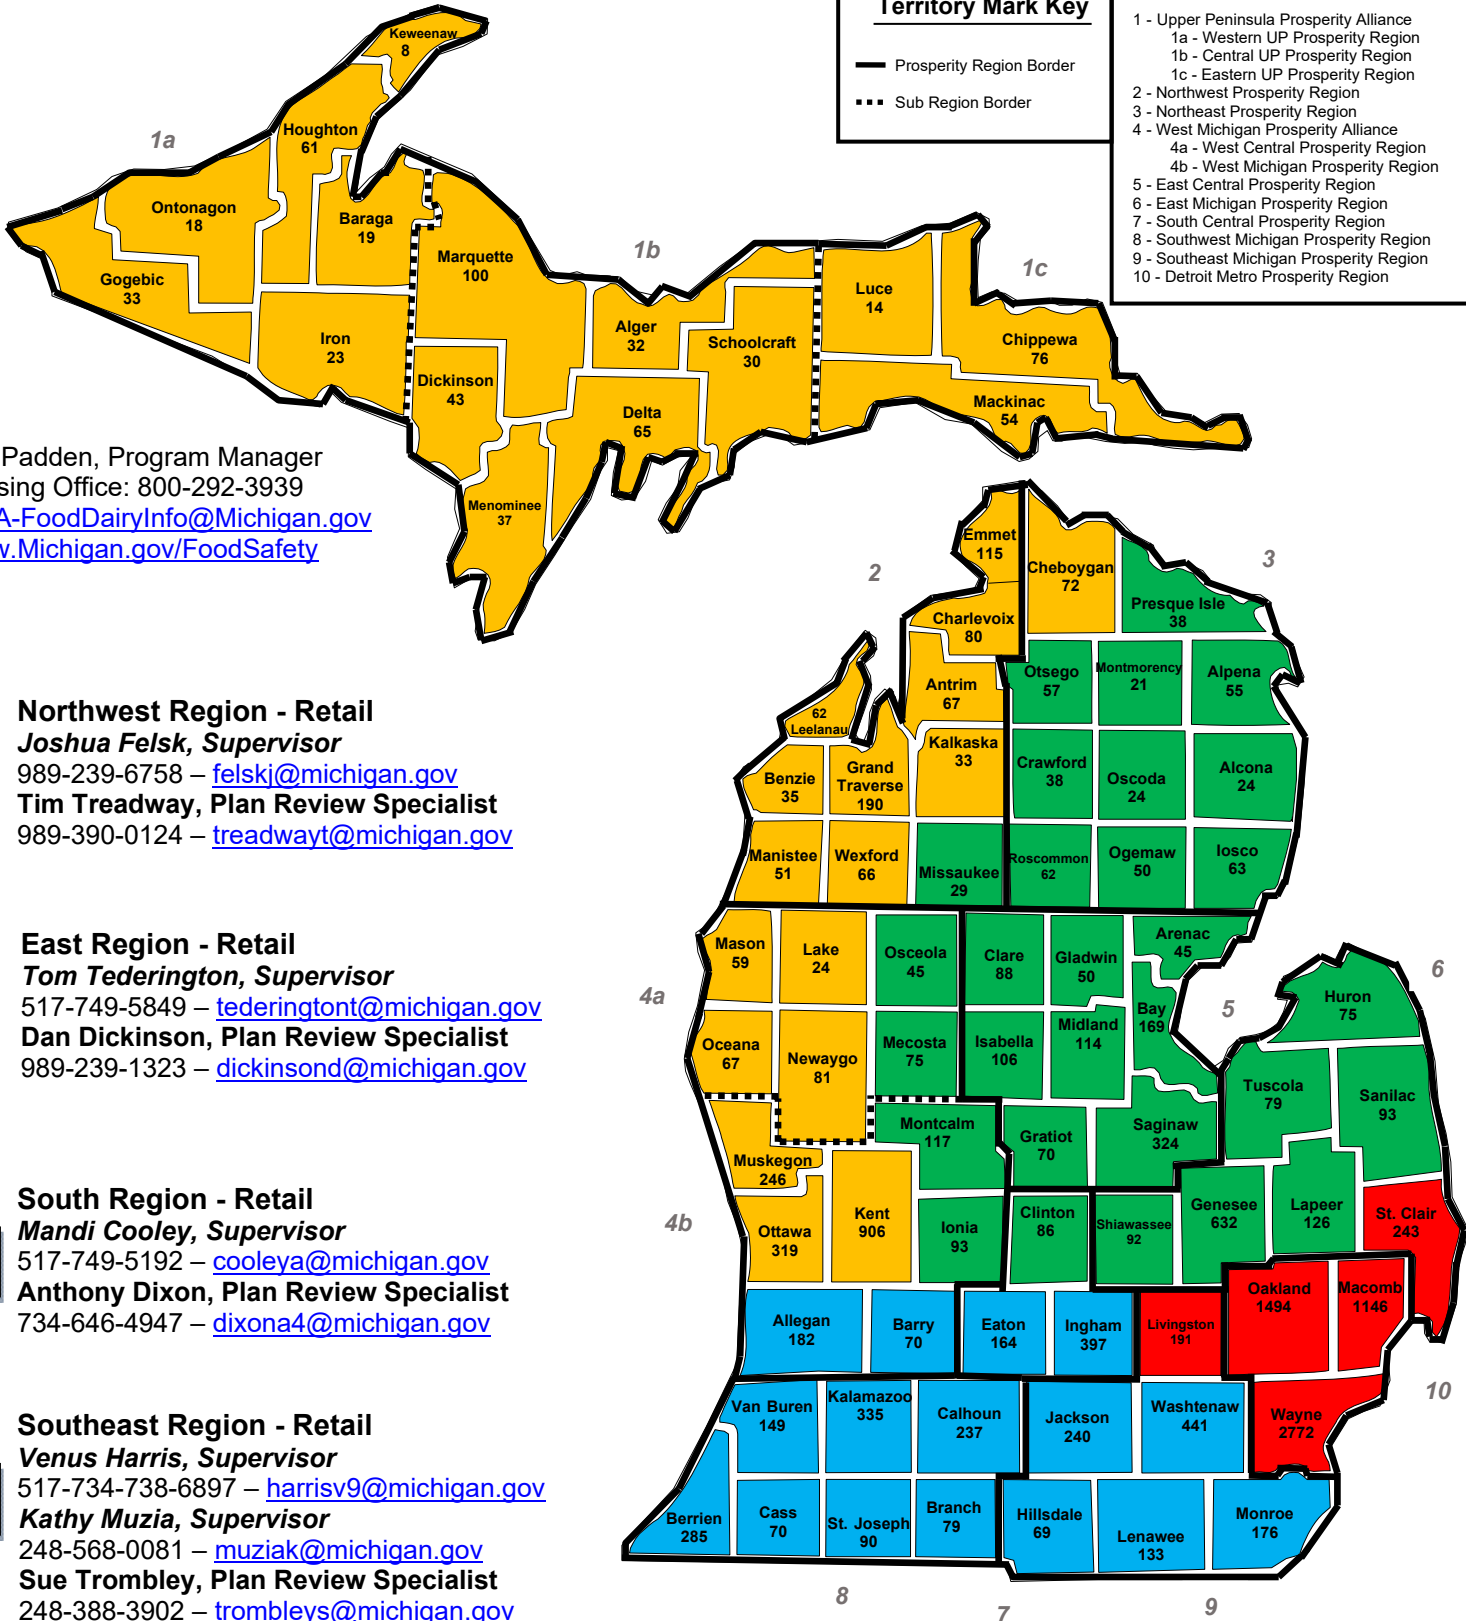 Territory Mark Key
Prosperity Region Border
Sub Region Border
1 - Upper Peninsula Prosperity Alliance
1a - Western UP Prosperity Region
1b - Central UP Prosperity Region
1c - Eastern UP Prosperity Region
2 - Northwest Prosperity Region
3 - Northeast Prosperity Region
4 - West Michigan Prosperity Alliance
4a - West Central Prosperity Region
4b - West Michigan Prosperity Region
5 - East Central Prosperity Region
6 - East Michigan Prosperity Region
7 - South Central Prosperity Region
8 - Southwest Michigan Prosperity Region
9 - Southeast Michigan Prosperity Region
10 - Detroit Metro Prosperity Region
Keweenaw
8
1a
Houghton
61
Ontonagon
18
Baraga
19
Gogebic
33
Iron
23
1b
Marquette
100
Alger
32
Schoolcraft
30
Dickinson
43
Delta
65
Menominee
37
1c
Luce
14
Chippewa
76
Mackinac
54
Padden, Program Manager
sing Office: 800-292-3939
A-FoodDairyInfo@Michigan.gov
w.Michigan.gov/FoodSafety
Northwest Region - Retail
Joshua Felsk, Supervisor
989-239-6758 – felskj@michigan.gov
Tim Treadway, Plan Review Specialist
989-390-0124 – treadwayt@michigan.gov
East Region - Retail
Tom Tederington, Supervisor
517-749-5849 – tederingtont@michigan.gov
Dan Dickinson, Plan Review Specialist
989-239-1323 – dickinsond@michigan.gov
South Region - Retail
Mandi Cooley, Supervisor
517-749-5192 – cooleya@michigan.gov
Anthony Dixon, Plan Review Specialist
734-646-4947 – dixona4@michigan.gov
Southeast Region - Retail
Venus Harris, Supervisor
517-734-738-6897 – harrisv9@michigan.gov
Kathy Muzia, Supervisor
248-568-0081 – muziak@michigan.gov
Sue Trombley, Plan Review Specialist
248-388-3902 – trombleys@michigan.gov
2
Emmet
115
Cheboygan
72
3
Presque Isle
38
Charlevoix
80
Otsego
57
Montmorency
21
Alpena
55
Antrim
67
62
Leelanau
Kalkaska
33
Crawford
38
Oscoda
24
Alcona
24
Benzie
35
Grand
Traverse
190
Manistee
51
Wexford
66
Missaukee
29
Roscommon
62
Ogemaw
50
Iosco
63
4a
Mason
59
Lake
24
Osceola
45
Clare
88
Gladwin
50
Arenac
45
6
5
Huron
75
Oceana
67
Newaygo
81
Mecosta
75
Isabella
106
Midland
114
Bay
169
Tuscola
79
Sanilac
93
Montcalm
117
Gratiot
70
Saginaw
324
Muskegon
246
4b
Ottawa
319
Kent
906
Ionia
93
Clinton
86
Shiawassee
92
Genesee
632
Lapeer
126
St. Clair
243
Allegan
182
Barry
70
Eaton
164
Ingham
397
Livingston
191
Oakland
1494
Macomb
1146
10
Van Buren
149
Kalamazoo
335
Calhoun
237
Jackson
240
Washtenaw
441
Wayne
2772
Berrien
285
Cass
70
St. Joseph
90
Branch
79
Hillsdale
69
Lenawee
133
Monroe
176
8
7
9